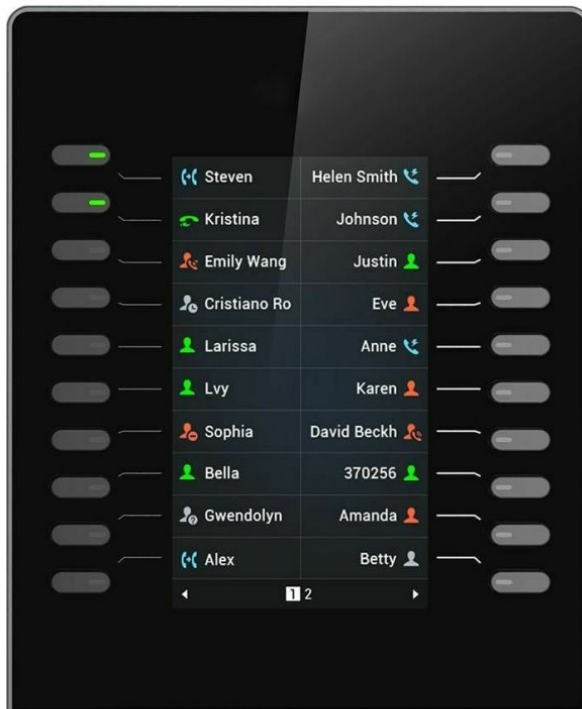 Steven Helen Smith
Kristina Johnson
Emily Wang Justin
Cristiano Ro Eve
Larissa Anne
Lvy Karen
Sophia David Beckh
Bella 370256
Gwendolyn Amanda
Alex Betty
1 2